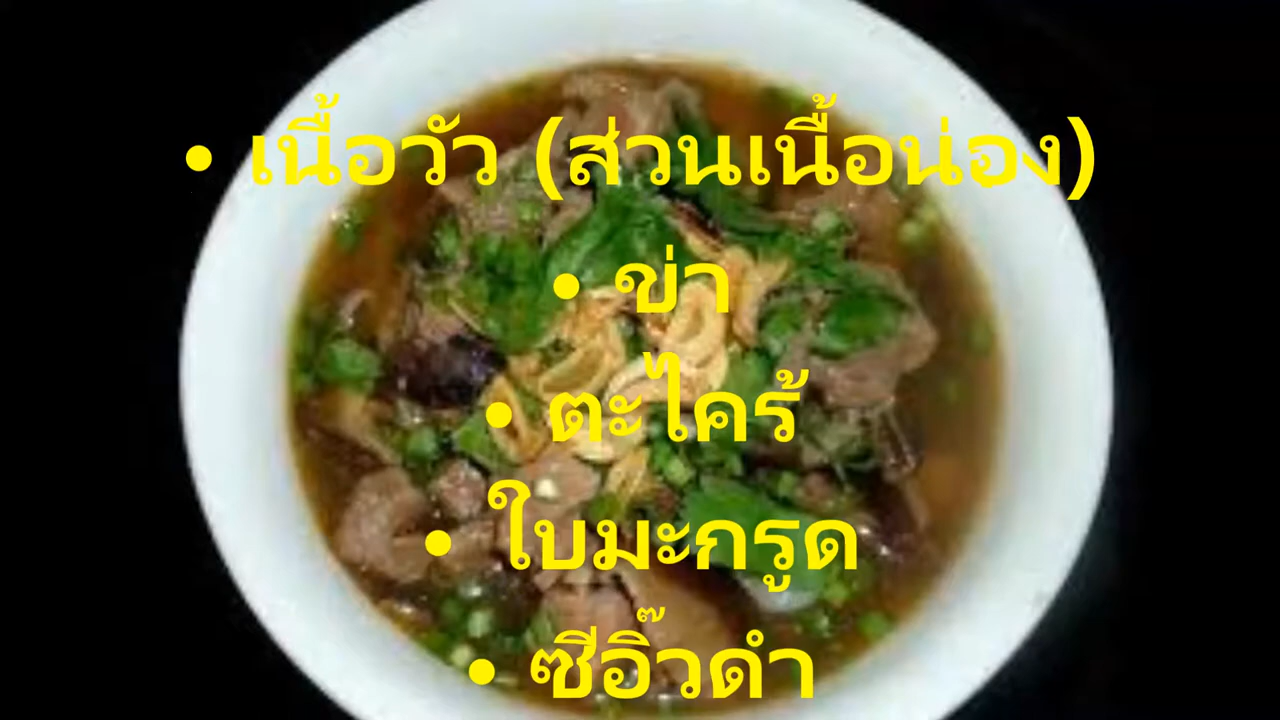 • เนื้อวัว (ส่วนเนื้อน่อง)
• ข่า
• ตะไคร้
• ใบมะกรูด
• ซีอิ๊วดำ